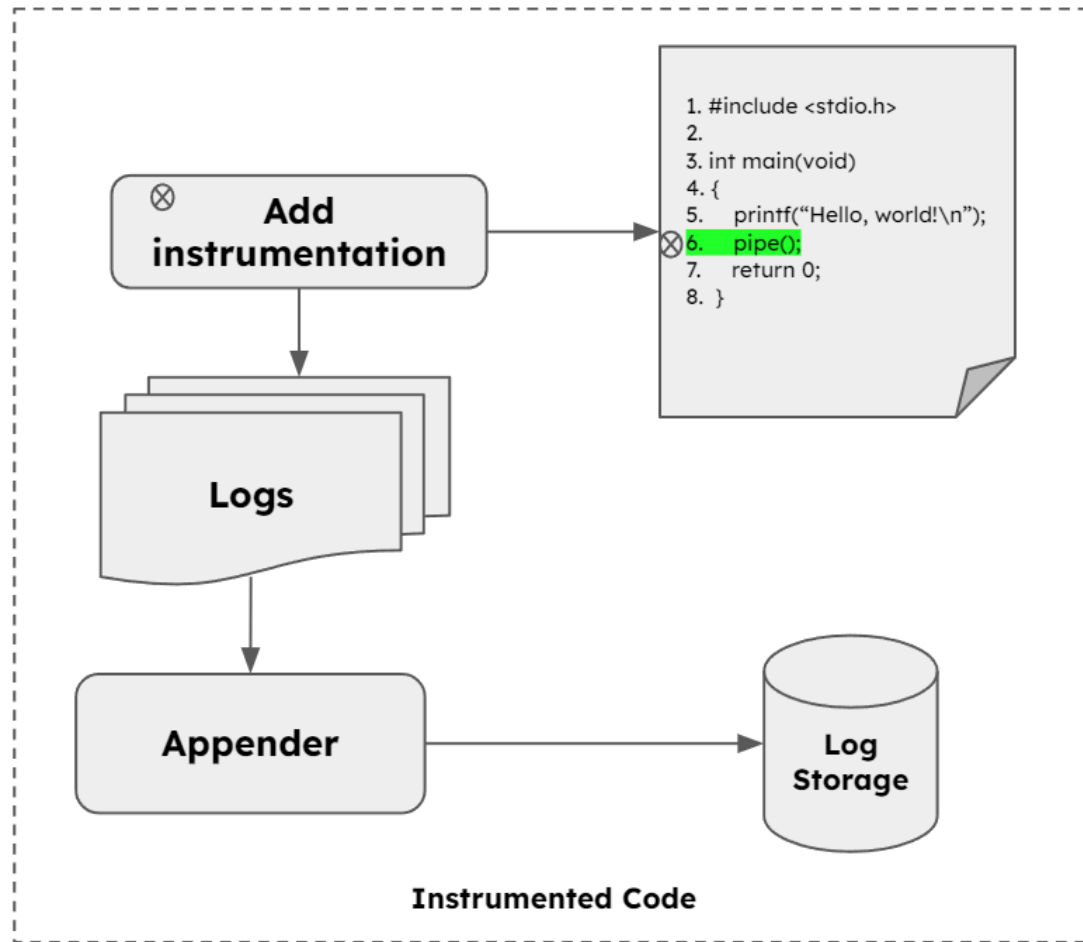 Add
instrumentation
1. #include <stdio.h>
2.
3. int main(void)
4. {
5. printf(“Hello, world!\n”);
6. pipe();
7. return 0;
8. }
Logs
Appender
Log
Storage
Instrumented Code